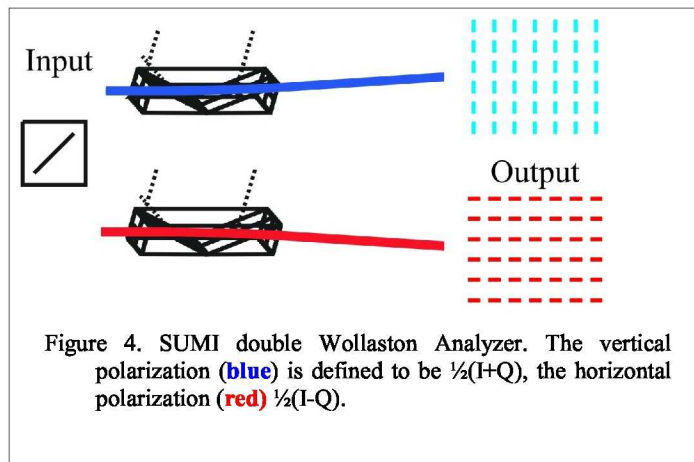 Input
Output
Figure 4. SUMI double Wollaston Analyzer. The vertical
polarization (blue) is defined to be ½(I+Q), the horizontal
polarization (red) ½(I-Q).